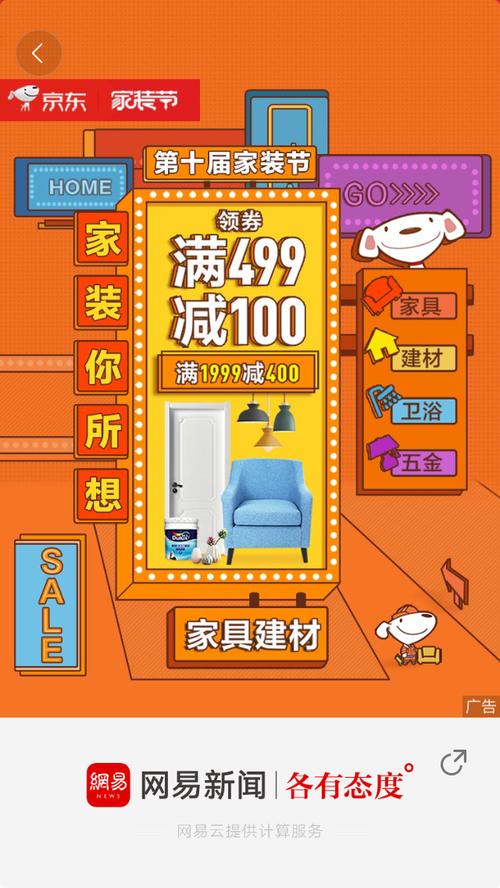 京东 家装节
第十届家装节
HOME
GO>>>>
家装你所想
领券
满499
减100
满1999减400
家具
建材
卫浴
五金
Dulux
SALE
家具建材
广告
網易
NEWS
网易新闻 各有态度
网易云提供计算服务